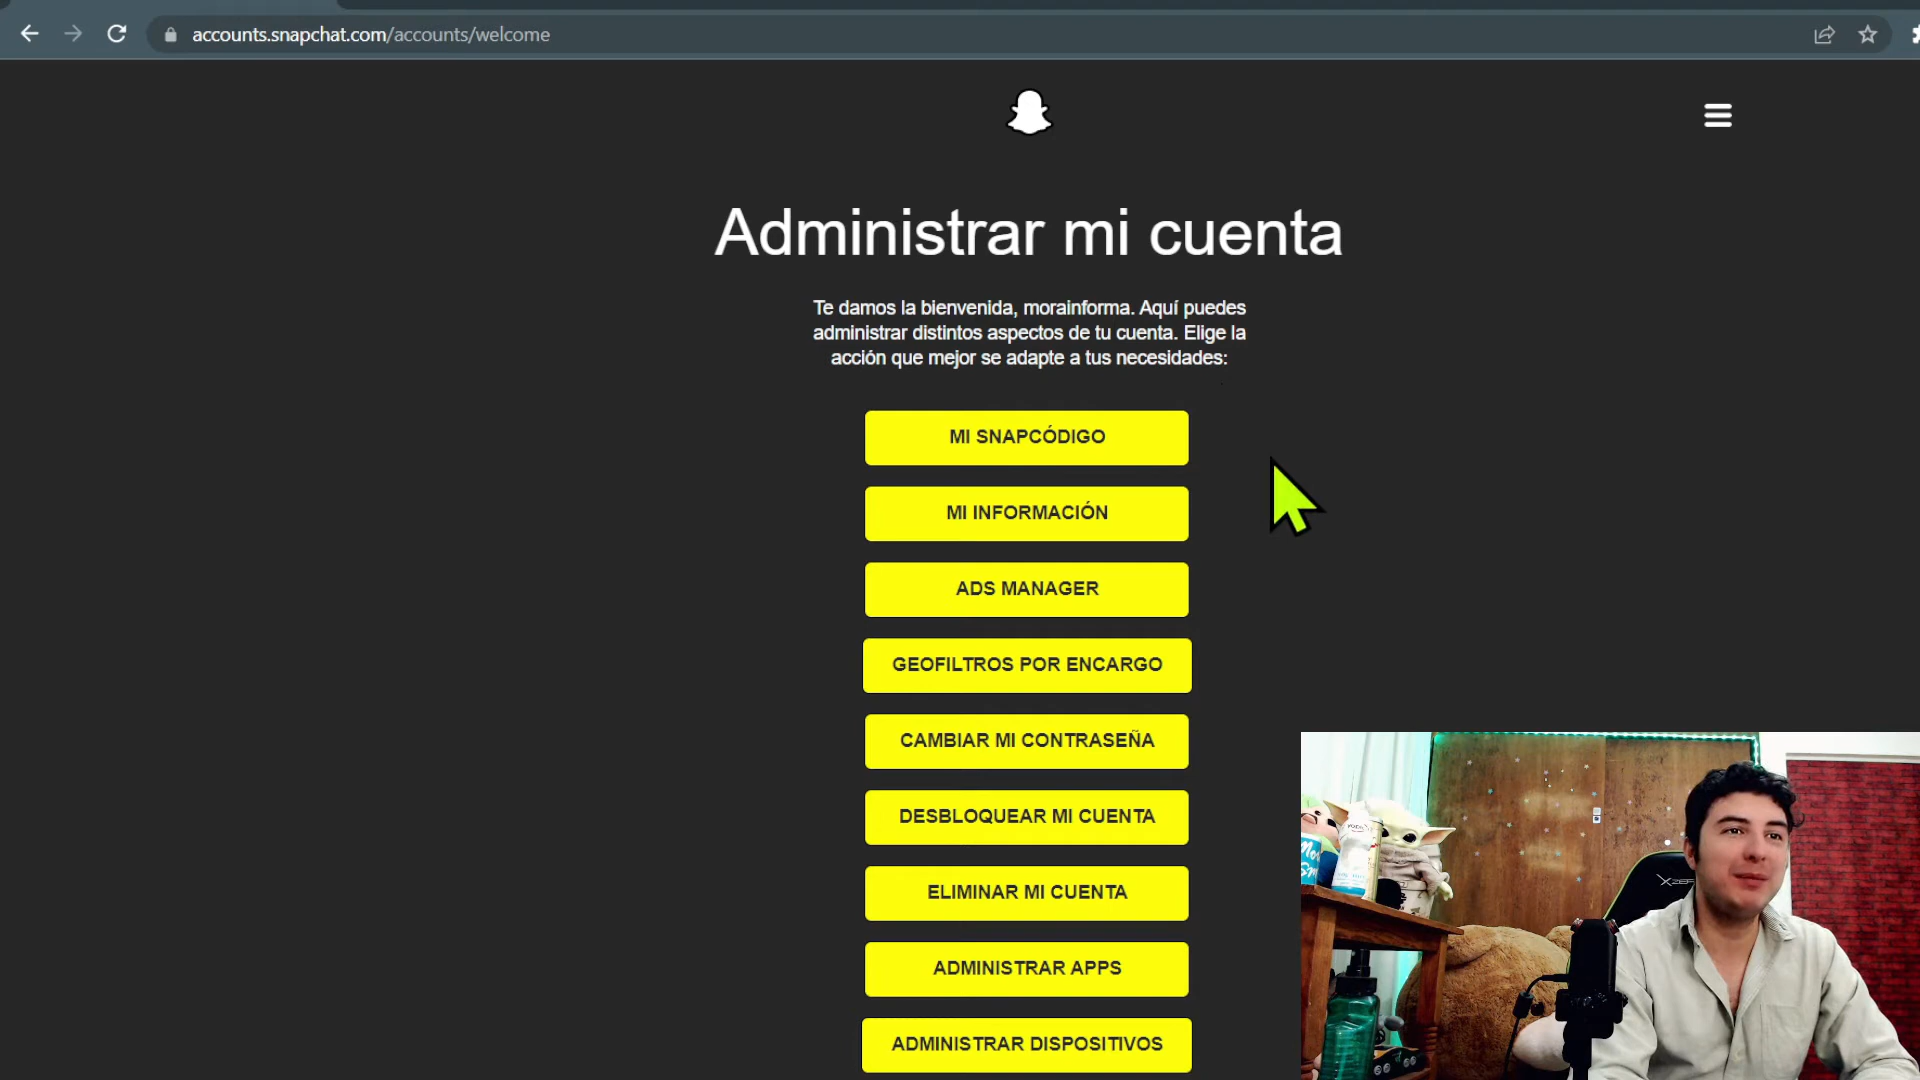 accounts.snapchat.com/accounts/welcome
Administrar mi cuenta
Te damos la bienvenida, morainforma. Aquí puedes
administrar distintos aspectos de tu cuenta. Elige la
acción que mejor se adapte a tus necesidades:
MI SNAPCÓDIGO
MI INFORMACIÓN
ADS MANAGER
GEOFILTROS POR ENCARGO
CAMBIAR MI CONTRASEÑA
DESBLOQUEAR MI CUENTA
ELIMINAR MI CUENTA
ADMINISTRAR APPS
ADMINISTRAR DISPOSITIVOS